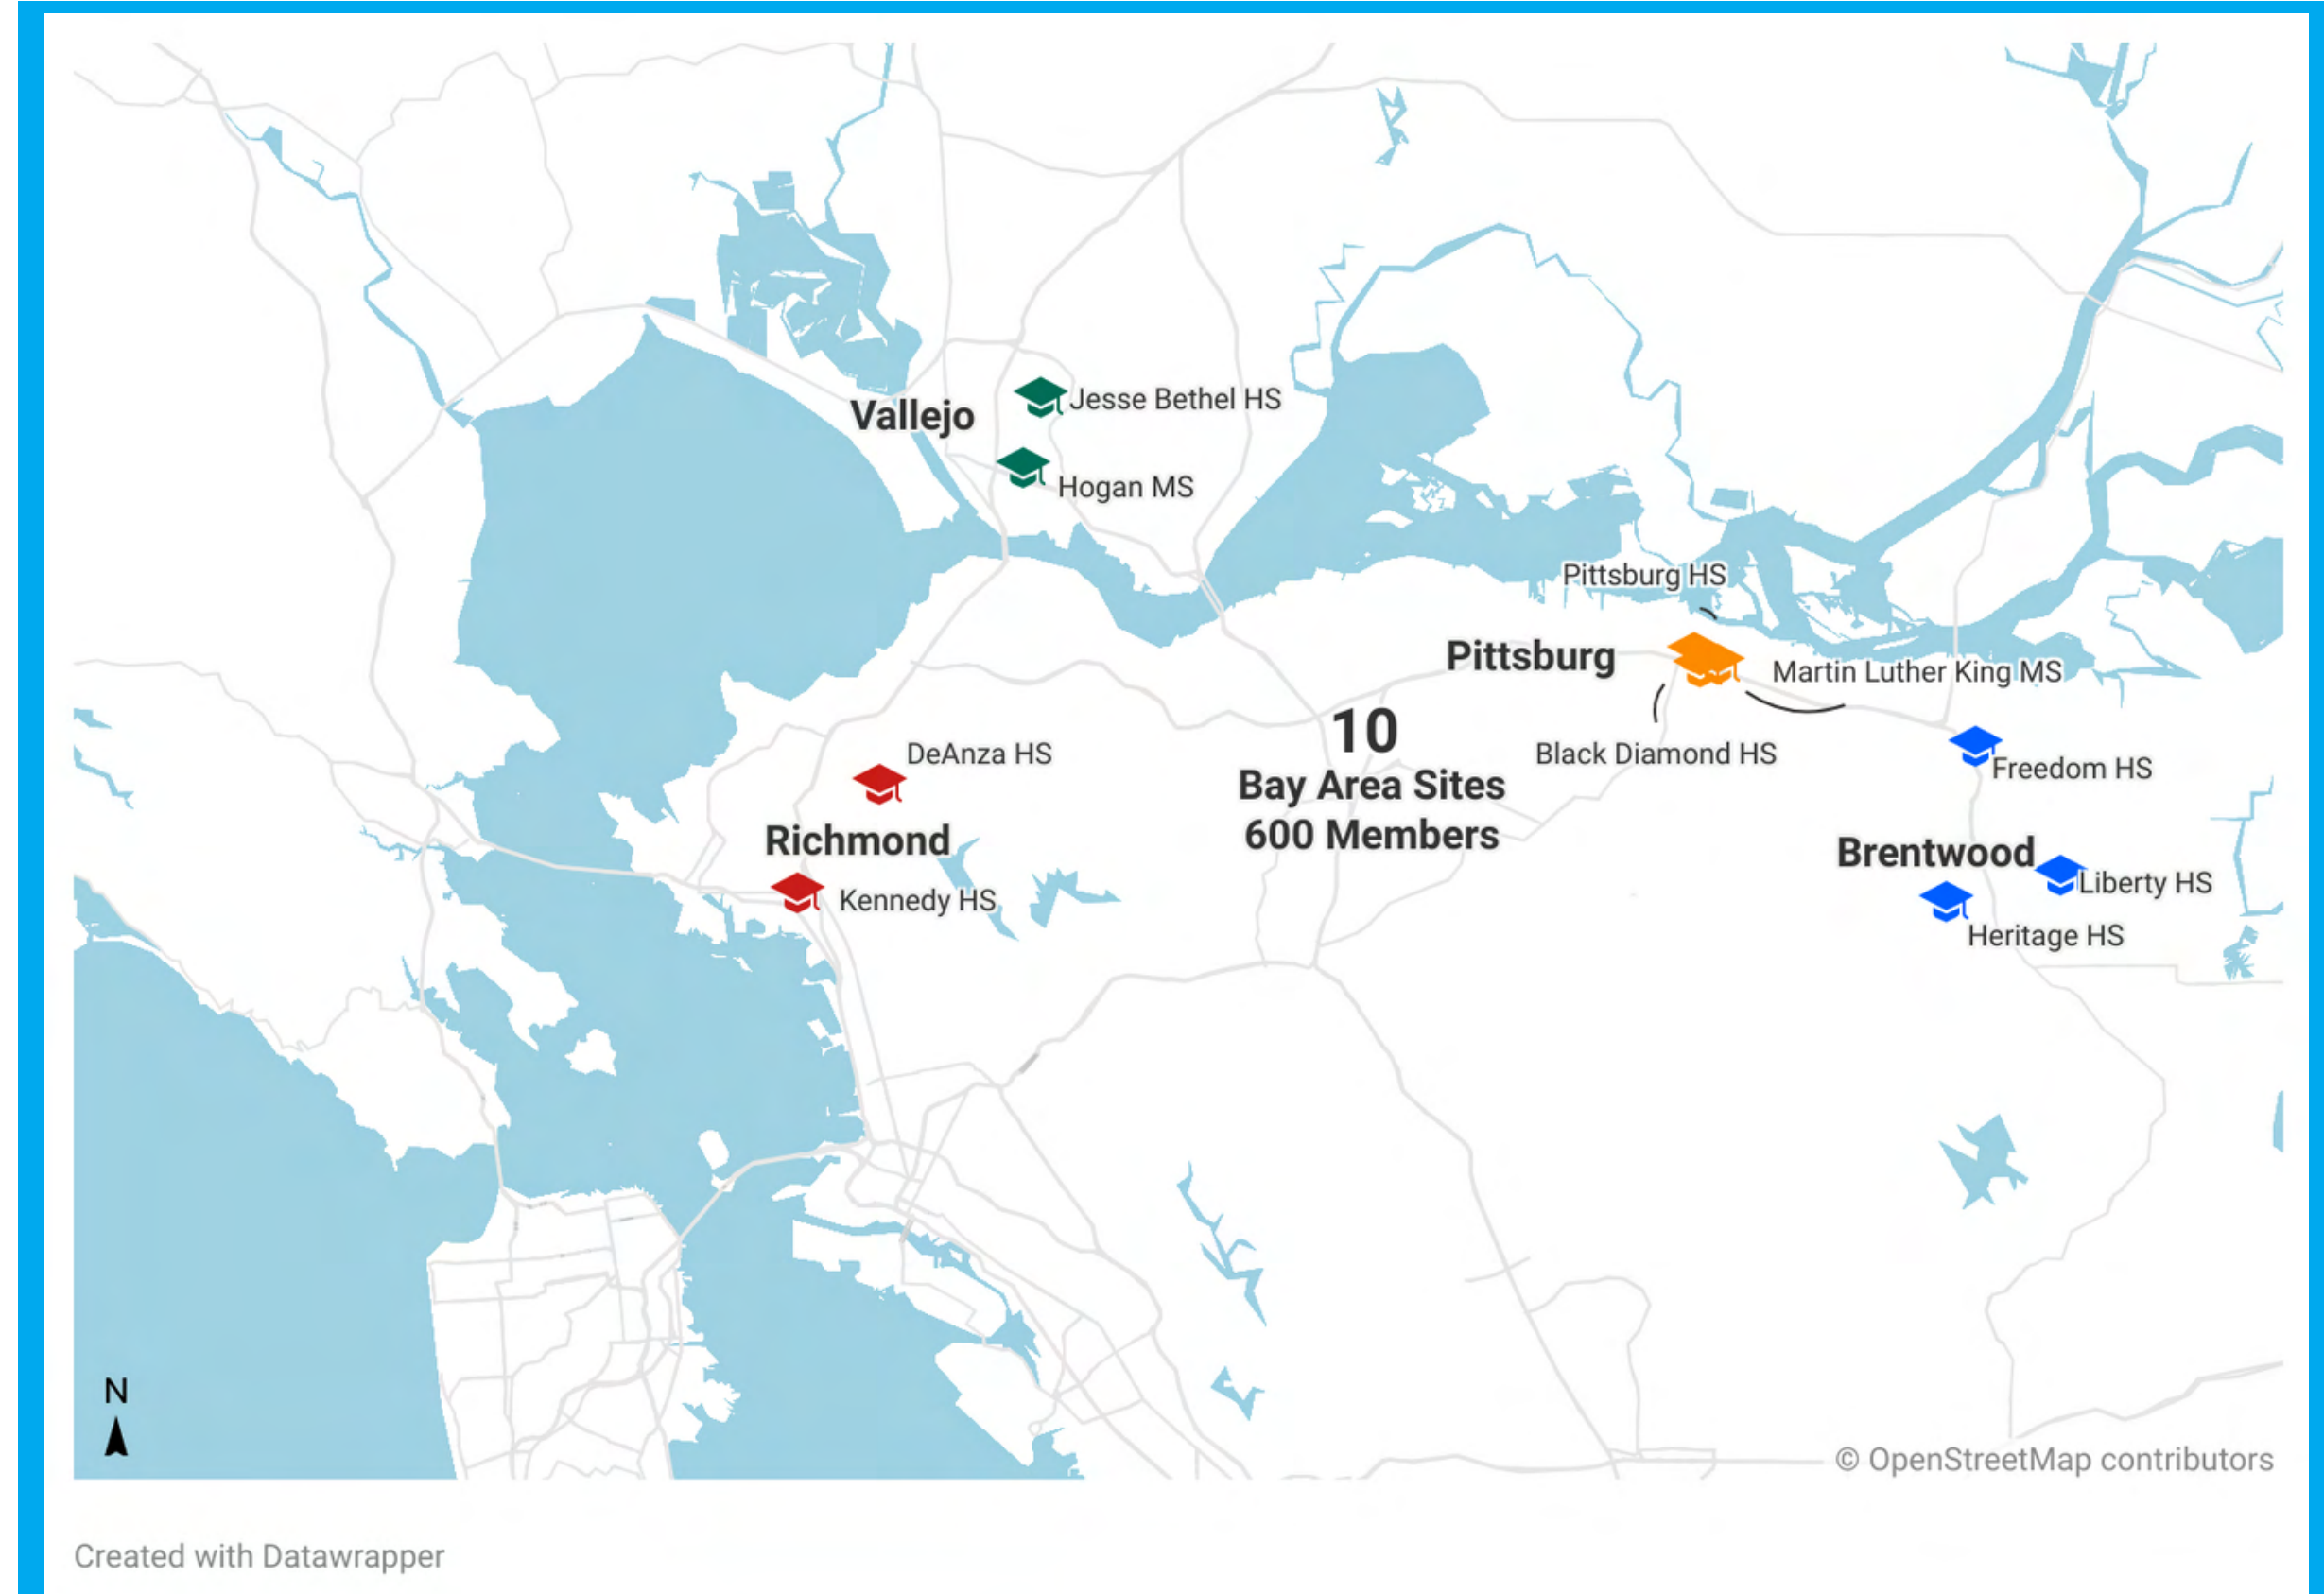 Jesse Bethel HS
Vallejo
Hogan MS
Pittsburg HS
Pittsburg
Martin Luther King MS
Black Diamond HS
10
Bay Area Sites
600 Members
DeAnza HS
Richmond
Kennedy HS
Freedom HS
Brentwood
Liberty HS
Heritage HS
N
© OpenStreetMap contributors
Created with Datawrapper